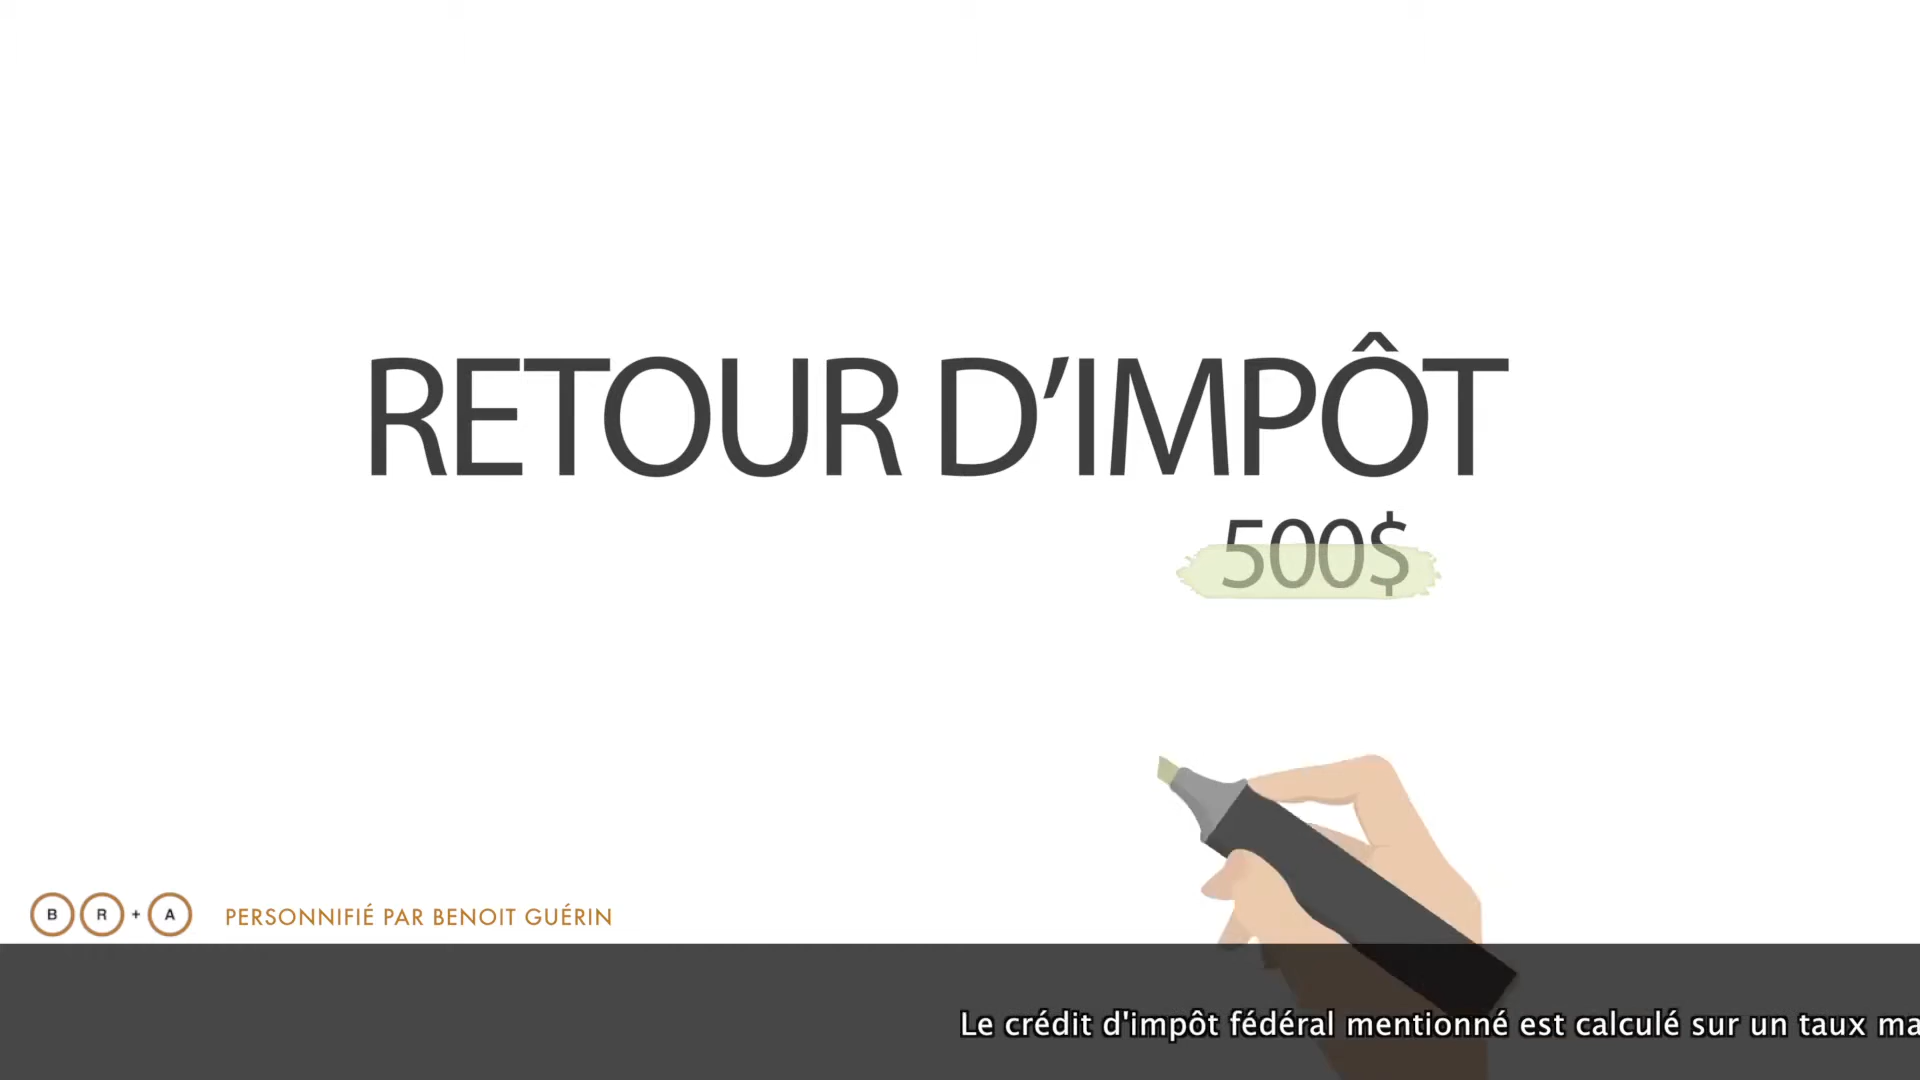 RETOUR D’IMPÔT
500$
B R + A PERSONNIFIÉ PAR BENOIT GUÉRIN
Le crédit d'impôt fédéral mentionné est calculé sur un taux